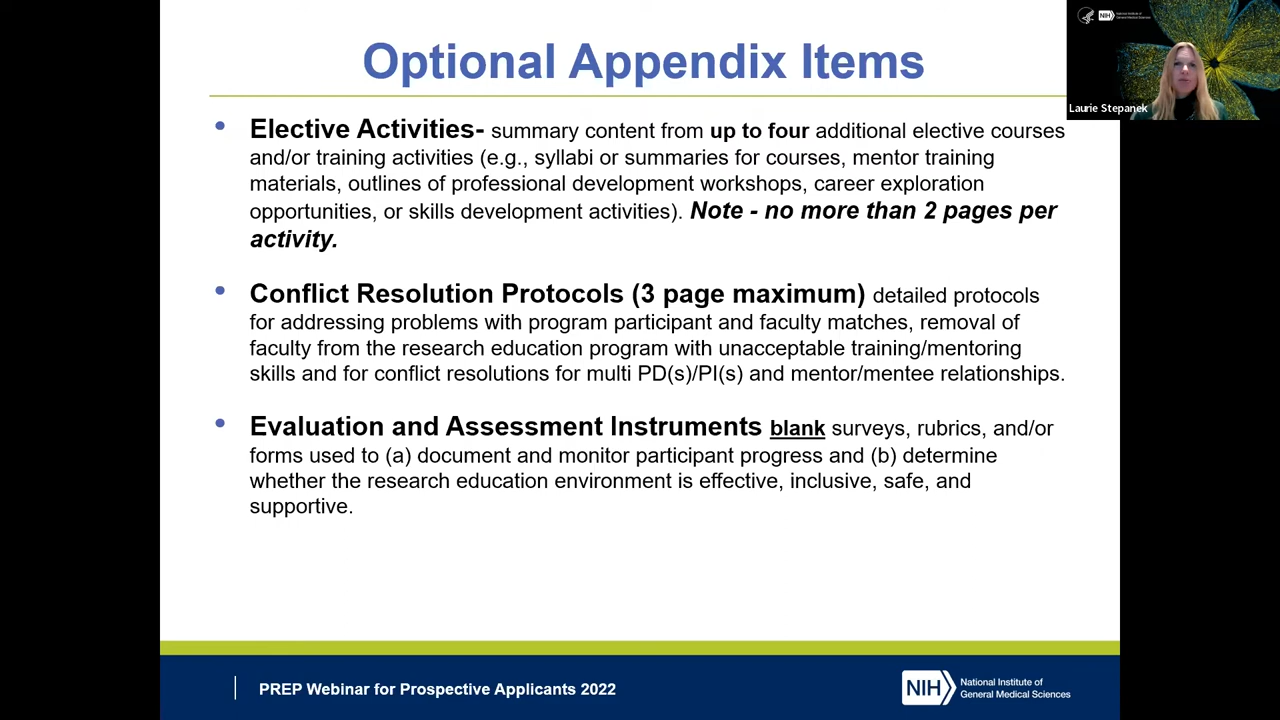 Optional Appendix Items
• Elective Activities- summary content from up to four additional elective courses
and/or training activities (e.g., syllabi or summaries for courses, mentor training
materials, outlines of professional development workshops, career exploration
opportunities, or skills development activities). Note - no more than 2 pages per
activity.
• Conflict Resolution Protocols (3 page maximum) detailed protocols
for addressing problems with program participant and faculty matches, removal of
faculty from the research education program with unacceptable training/mentoring
skills and for conflict resolutions for multi PD(s)/PI(s) and mentor/mentee relationships.
• Evaluation and Assessment Instruments blank surveys, rubrics, and/or
forms used to (a) document and monitor participant progress and (b) determine
whether the research education environment is effective, inclusive, safe, and
supportive.
PREP Webinar for Prospective Applicants 2022
NIH
National Institute of
General Medical Sciences
NIH
National Institute of
General Medical Sciences
Laurie Stepanek